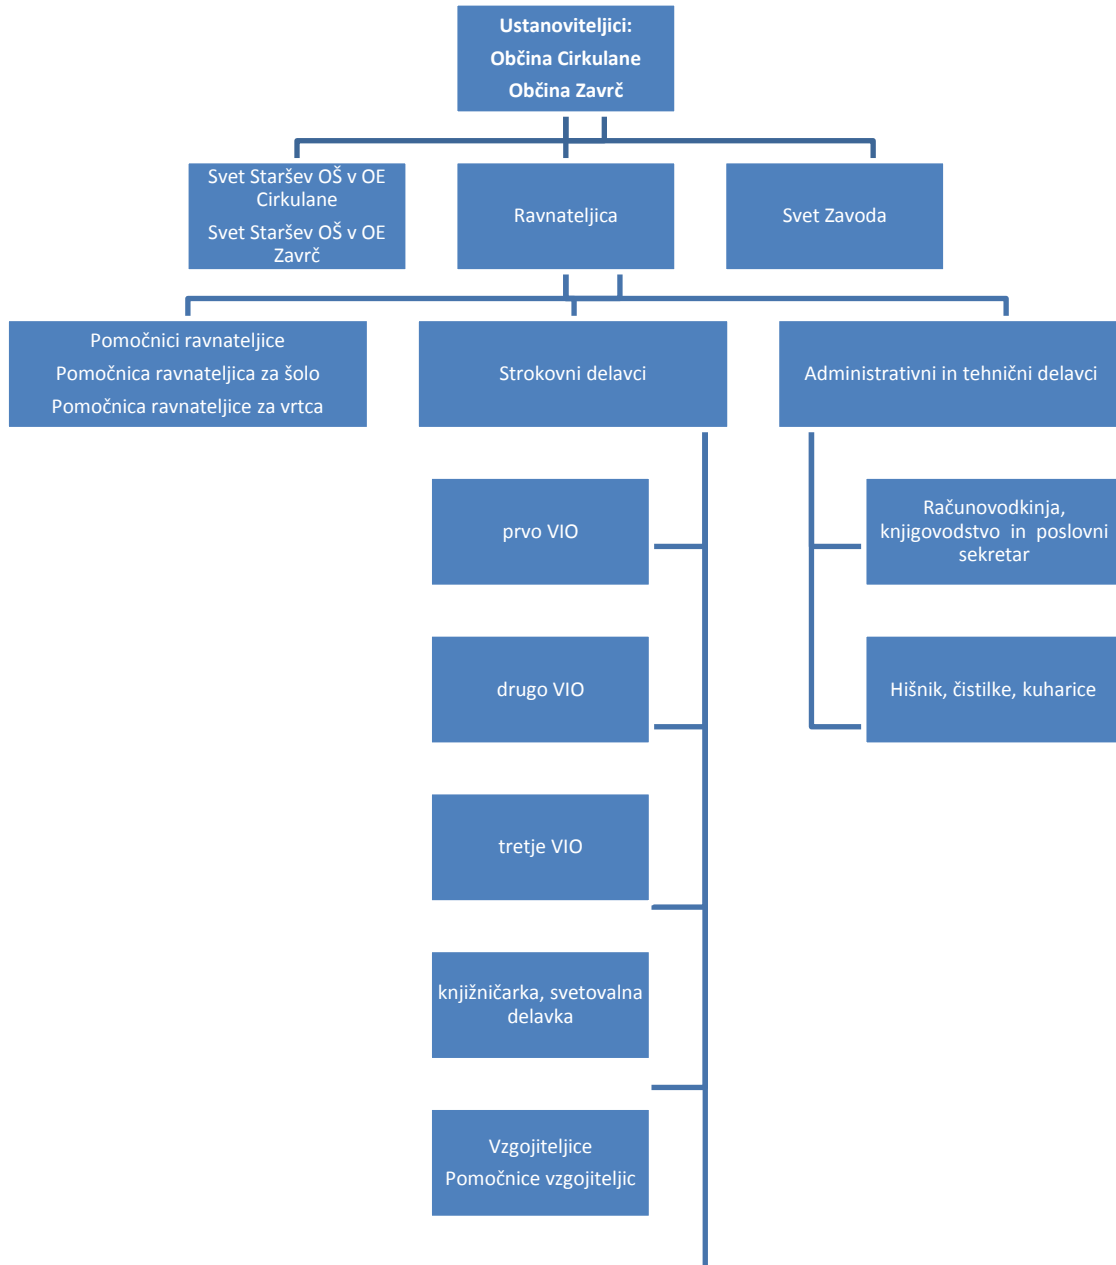 Ustanoviteljici:
Občina Cirkulane
Občina Zavrč
Svet Staršev OŠ v OE
Cirkulane
Svet Staršev OŠ v OE
Zavrč
Ravnateljica
Svet Zavoda
Pomočnici ravnateljice
Pomočnica ravnateljica za šolo
Pomočnica ravnateljice za vrtca
Strokovni delavci
Administrativni in tehnični delavci
prvo VIO
drugo VIO
tretje VIO
knjižničarka, svetovalna
delavka
Vzgojiteljice
Pomočnice vzgojiteljic
Računovodkinja,
knjigovodstvo in poslovni
sekretar
Hišnik, čistilke, kuharice